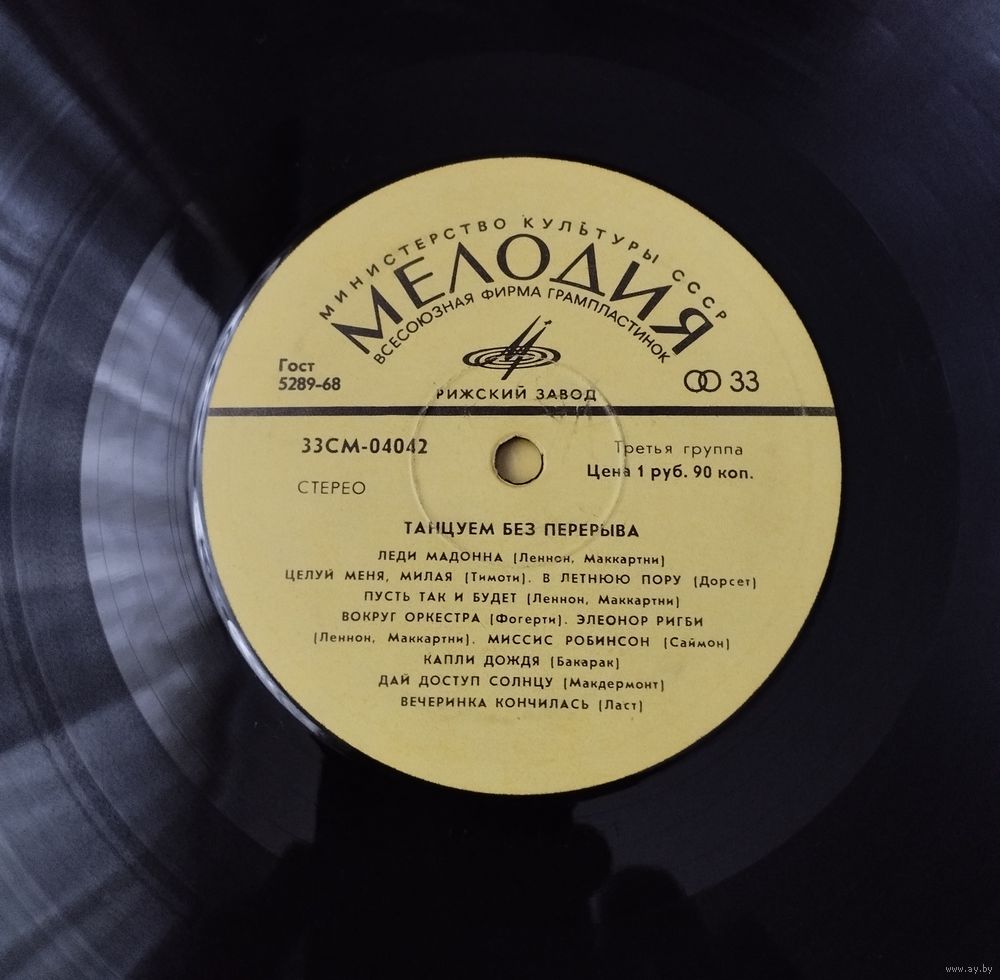 МИНИСТЕРСТВО КУЛЬТУРЫ СССР
МЕЛОДИЯ
ВСЕСОЮЗНАЯ ФИРМА ГРАМПЛАСТИНОК
Гост
5289-68
РИЖСКИЙ ЗАВОД
33
33СМ-04042
Третья группа
Цена 1 руб. 90 коп.
СТЕРЕО
ТАНЦУЕМ БЕЗ ПЕРЕРЫВА
ЛЕДИ МАДОННА (Леннон, Маккартни)
ЦЕЛУЙ МЕНЯ, МИЛАЯ (Тимоти). В ЛЕТНЮЮ ПОРУ (Дорсет)
ПУСТЬ ТАК И БУДЕТ (Леннон, Маккартни)
ВОКРУГ ОРКЕСТРА (Фогерти). ЭЛЕОНОР РИГБИ
(Леннон, Маккартни). МИССИС РОБИНСОН (Саймон)
КАПЛИ ДОЖДЯ (Бакарак)
ДАЙ ДОСТУП СОЛНЦУ (Макдермонт)
ВЕЧЕРИНКА КОНЧИЛАСЬ (Ласт)
www.ay.by